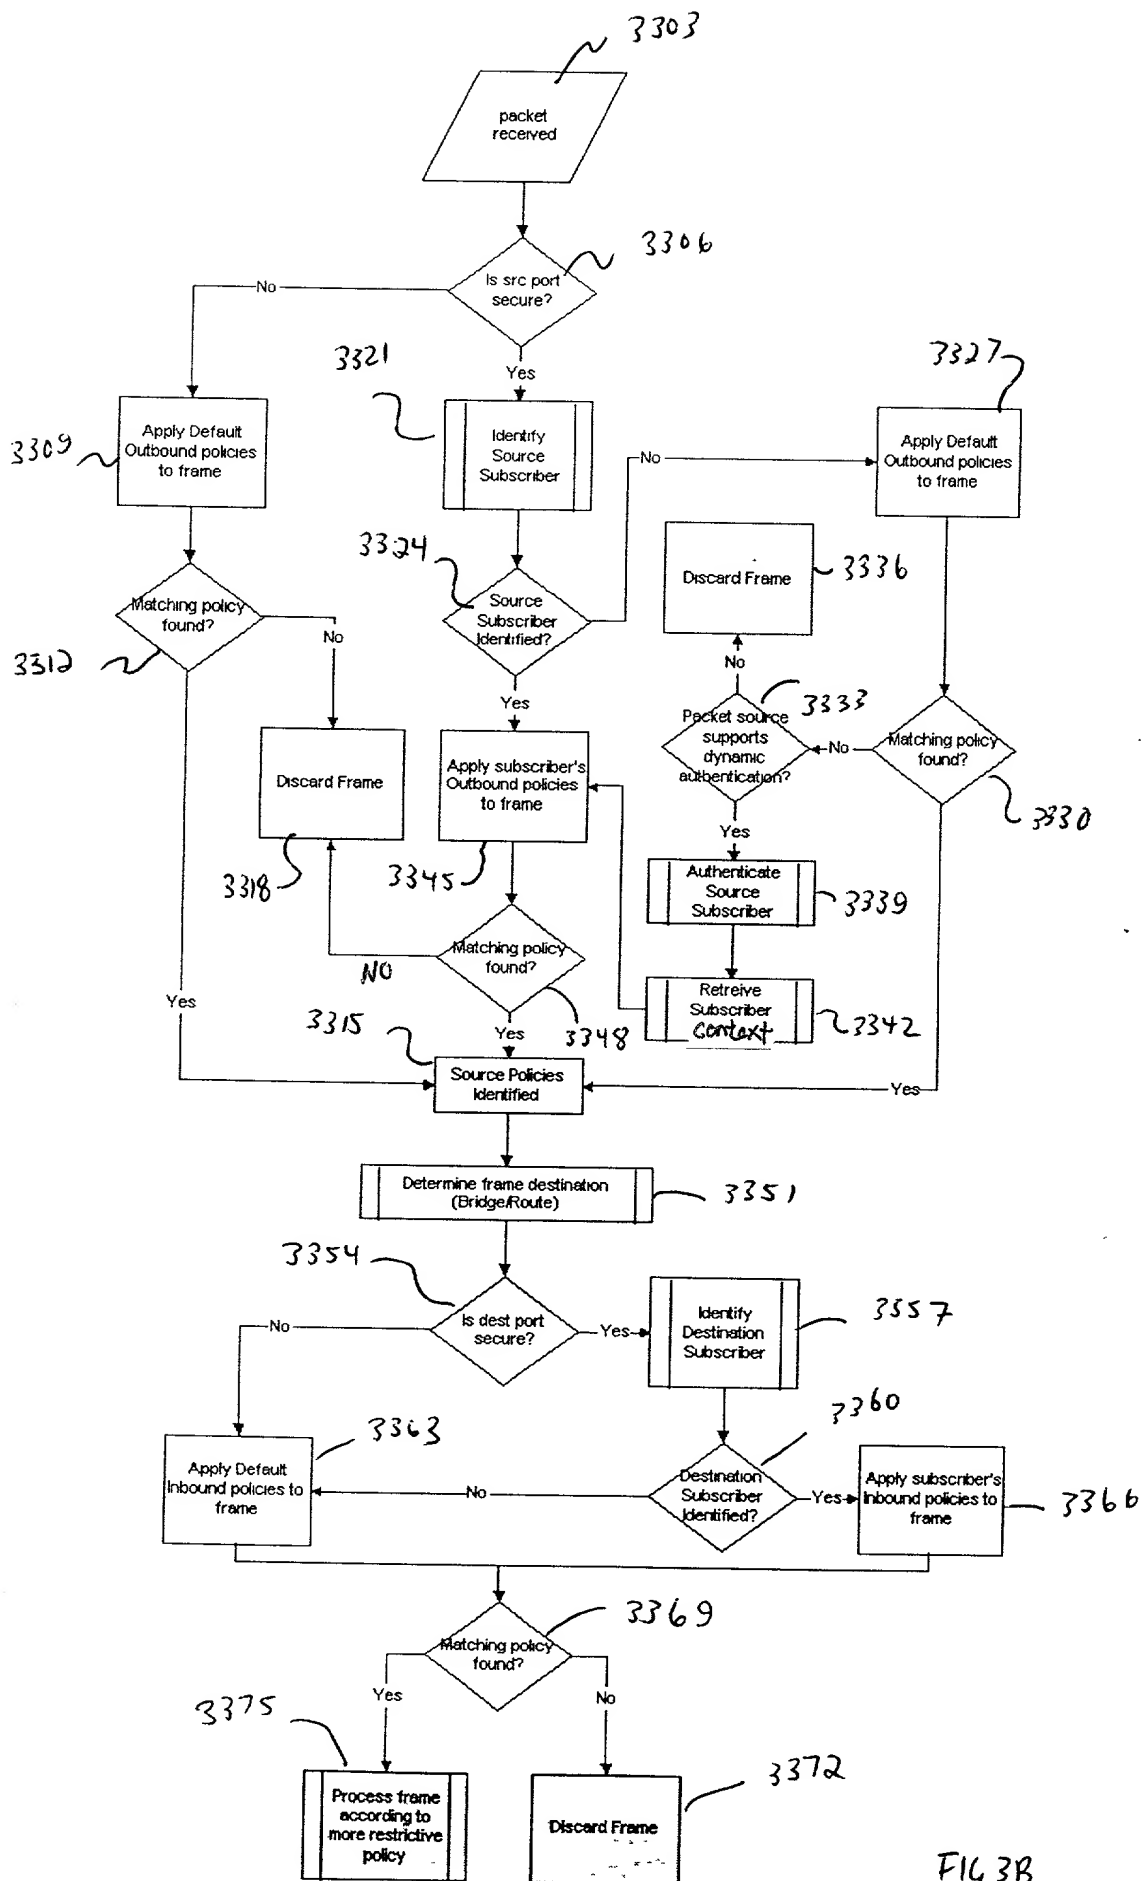 3303
packet
received
3306
Is src port
secure?
No
Yes
3321
3327
Identify
Source
Subscriber
Apply Default
Outbound policies
to frame
3309
No
Apply Default
Outbound policies
to frame
3324
Source
Subscriber
Identified?
Discard Frame
3336
Matching policy
found?
3312
No
Yes
No
3333
Packet source
supports
dynamic
authentication?
No
Matching policy
found?
3330
Discard Frame
3318
Apply subscriber's
Outbound policies
to frame
3345
Yes
Authenticate
Source
Subscriber
3339
Matching policy
found?
NO
3348
Retreive
Subscriber
context
3342
Yes
3315
Yes
Source Policies
Identified
Yes
Determine frame destination
(Bridge/Route)
3351
3354
Is dest port
secure?
No
Yes
Identify
Destination
Subscriber
3357
3360
3363
Apply Default
Inbound policies to
frame
No
Destination
Subscriber
Identified?
Yes
Apply subscriber's
Inbound policies to
frame
3366
3369
Matching policy
found?
Yes
No
3375
Process frame
according to
more restrictive
policy
3372
Discard Frame
FIG 3B